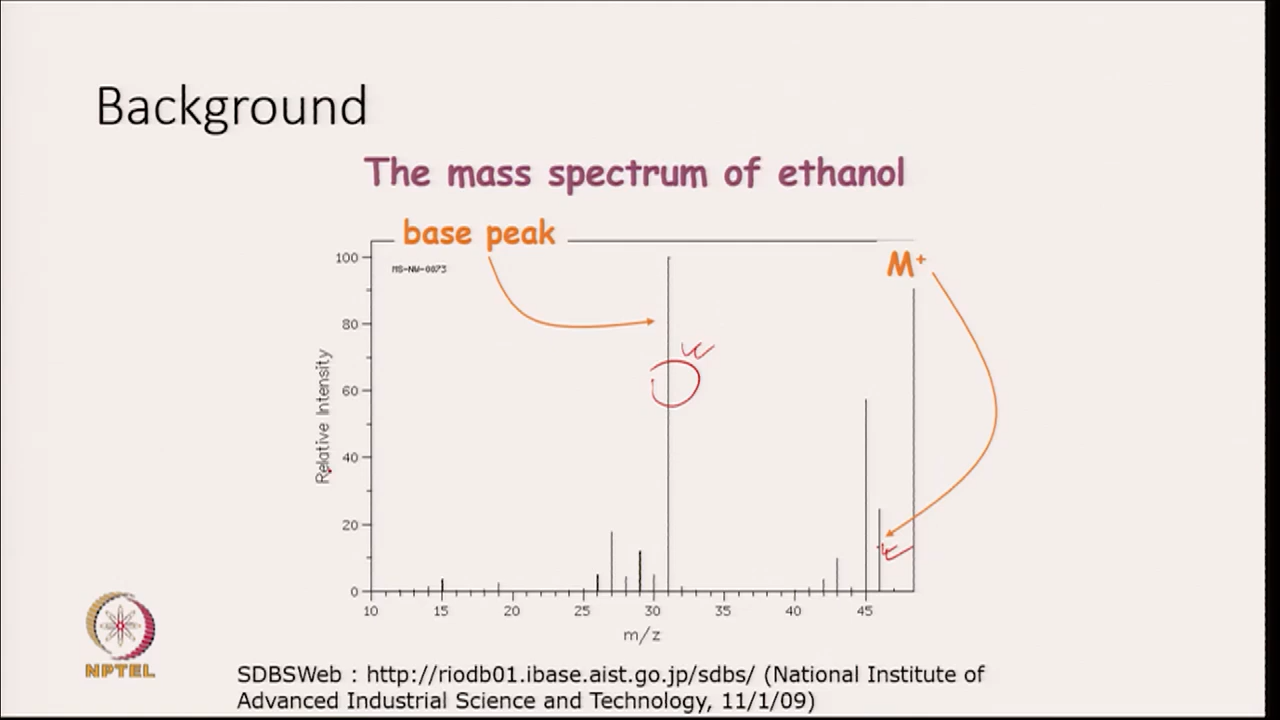 Background
The mass spectrum of ethanol
base peak
M+
100
MS-NW-0073
80
60
40
20
0
Relative Intensity
10 15 20 25 30 35 40 45
m/z
NPTEL
SDBSWeb : http://riodb01.ibase.aist.go.jp/sdbs/ (National Institute of
Advanced Industrial Science and Technology, 11/1/09)